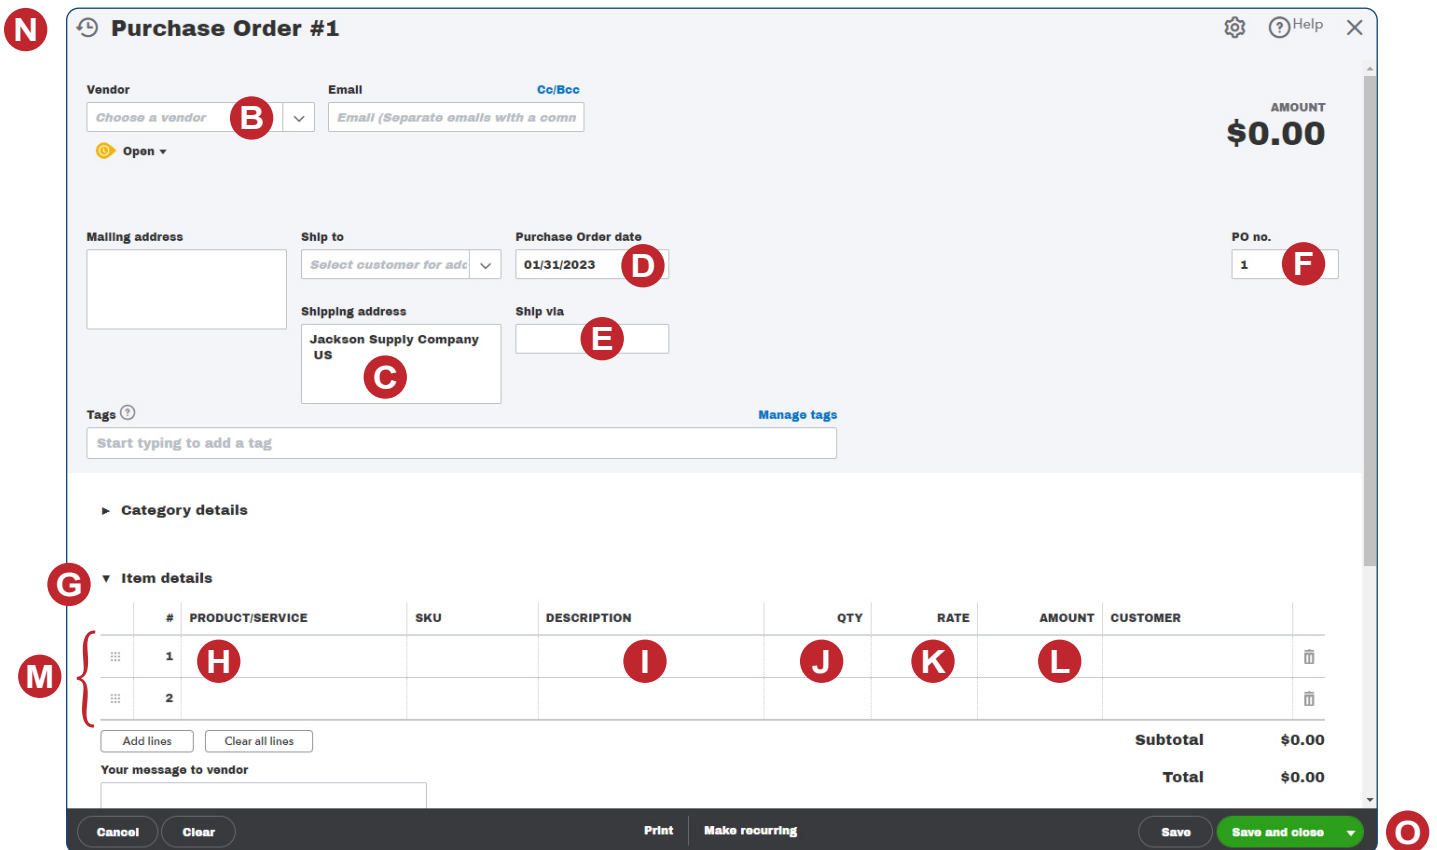 N
Purchase Order #1
Help
Vendor
Email
Cc/Bcc
Choose a vendor
B
Email (Separate emails with a comm
AMOUNT
$0.00
Open
Mailing address
Ship to
Purchase Order date
PO no.
Select customer for add
01/31/2023
D
1
F
Shipping address
Ship via
Jackson Supply Company
US
C
E
Tags
Manage tags
Start typing to add a tag
Category details
G
Item details
# PRODUCT/SERVICE SKU DESCRIPTION QTY RATE AMOUNT CUSTOMER
M
1 H I J K L
2
Add lines
Clear all lines
Subtotal $0.00
Your message to vendor
Total $0.00
Cancel
Clear
Print
Make recurring
Save
Save and close
O